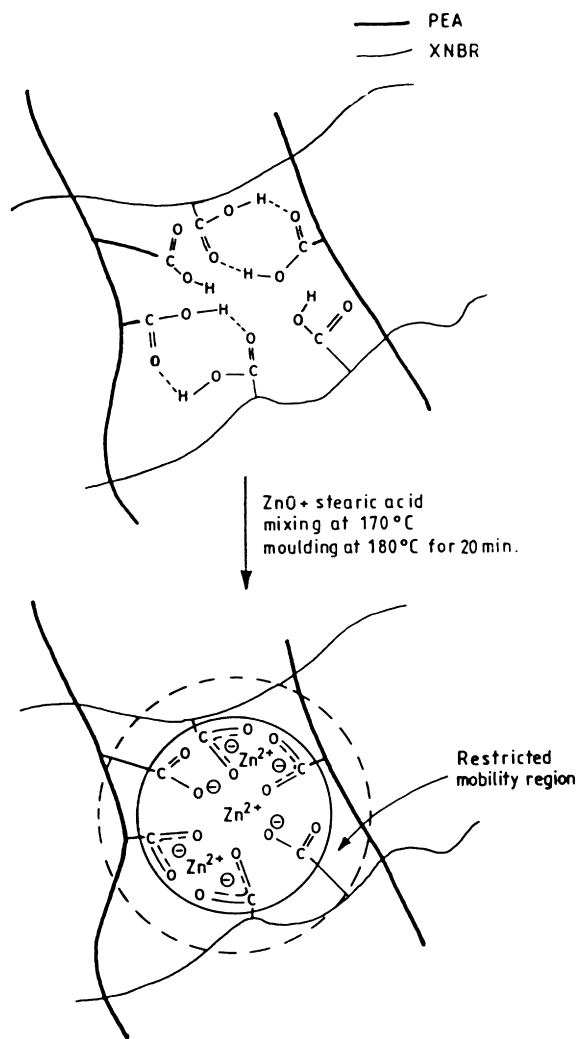 PEA
XNBR
H
O O
C
O
C
O
O H O
C
O
H
H
O
C O H
O
O
C
O
C
O
H
ZnO + stearic acid
mixing at 170°C
moulding at 180°C for 20 min.
O
C O
O ⊖ Zn²⁺ ⊖
C O C
O ⊖ O
Restricted
mobility region
Zn²⁺ ⊖
C O O O
⊖ O C
Zn²⁺
O ⊖
O C